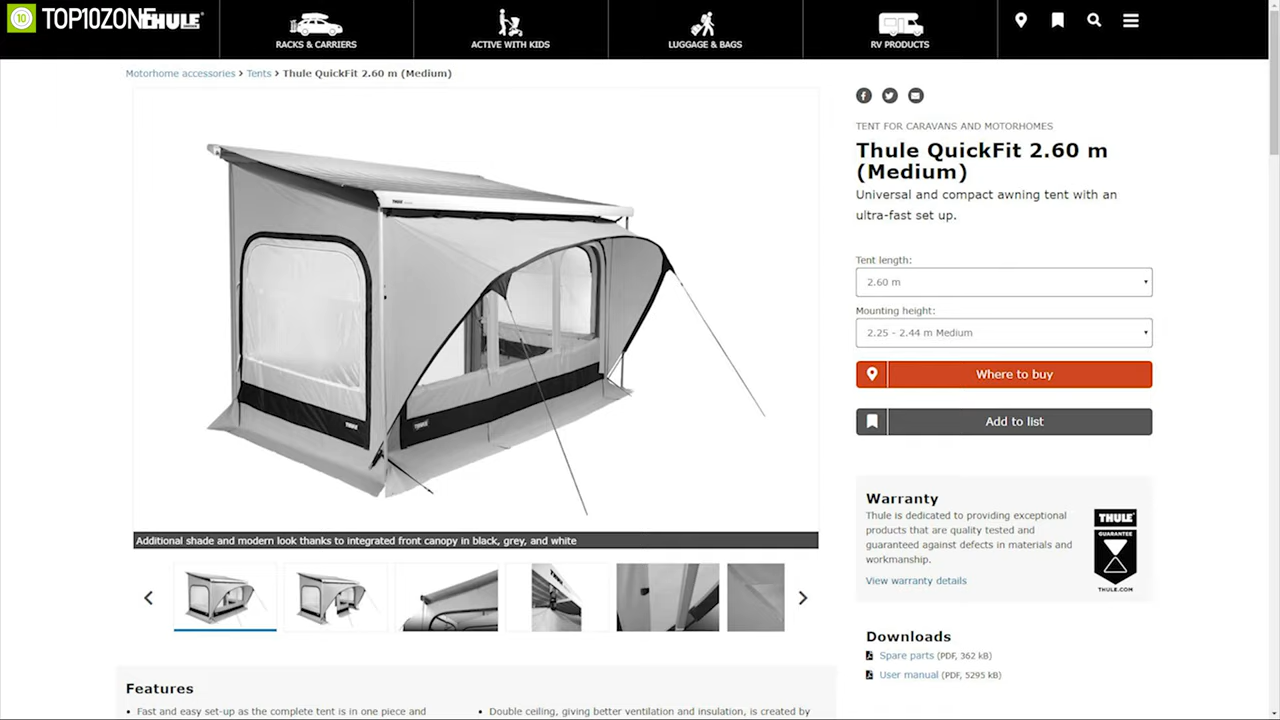 10 TOP10ZONE
THULE
SWEDEN
RACKS & CARRIERS
ACTIVE WITH KIDS
LUGGAGE & BAGS
RV PRODUCTS
Motorhome accessories > Tents > Thule QuickFit 2.60 m (Medium)
TENT FOR CARAVANS AND MOTORHOMES
Thule QuickFit 2.60 m
(Medium)
Universal and compact awning tent with an
ultra-fast set up.
Tent length:
2.60 m
Mounting height:
2.25 - 2.44 m Medium
Where to buy
Add to list
THULE
THULE
Additional shade and modern look thanks to integrated front canopy in black, grey, and white
Warranty
Thule is dedicated to providing exceptional
products that are quality tested and
guaranteed against defects in materials and
workmanship.
View warranty details
THULE
GUARANTEE
THULE.COM
Downloads
Spare parts (PDF, 362 kB)
User manual (PDF, 5295 kB)
Features
• Fast and easy set-up as the complete tent is in one piece and
• Double ceiling, giving better ventilation and insulation, is created by